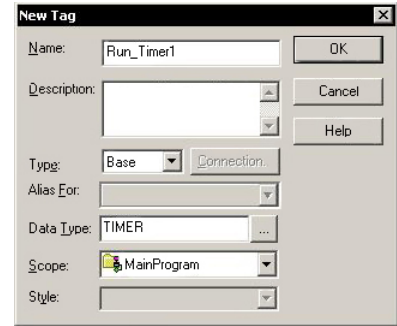 New Tag
Name: Run_Timer1 OK
Description: Cancel
Help
Type: Base Connection.
Alias For:
Data Type: TIMER ...
Scope: MainProgram
Style: